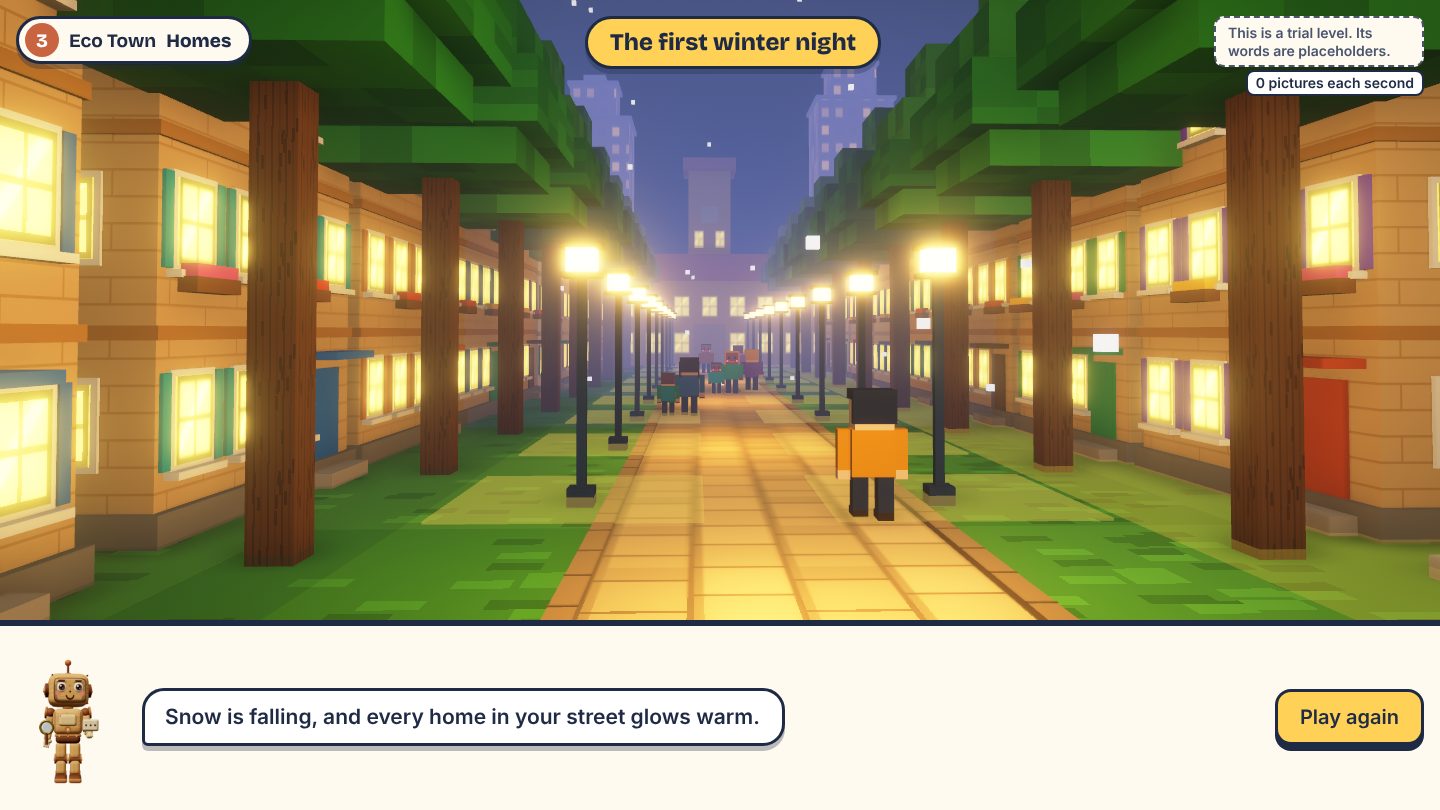 3 Eco Town Homes
The first winter night
This is a trial level. Its
words are placeholders.
0 pictures each second
Snow is falling, and every home in your street glows warm.
Play again